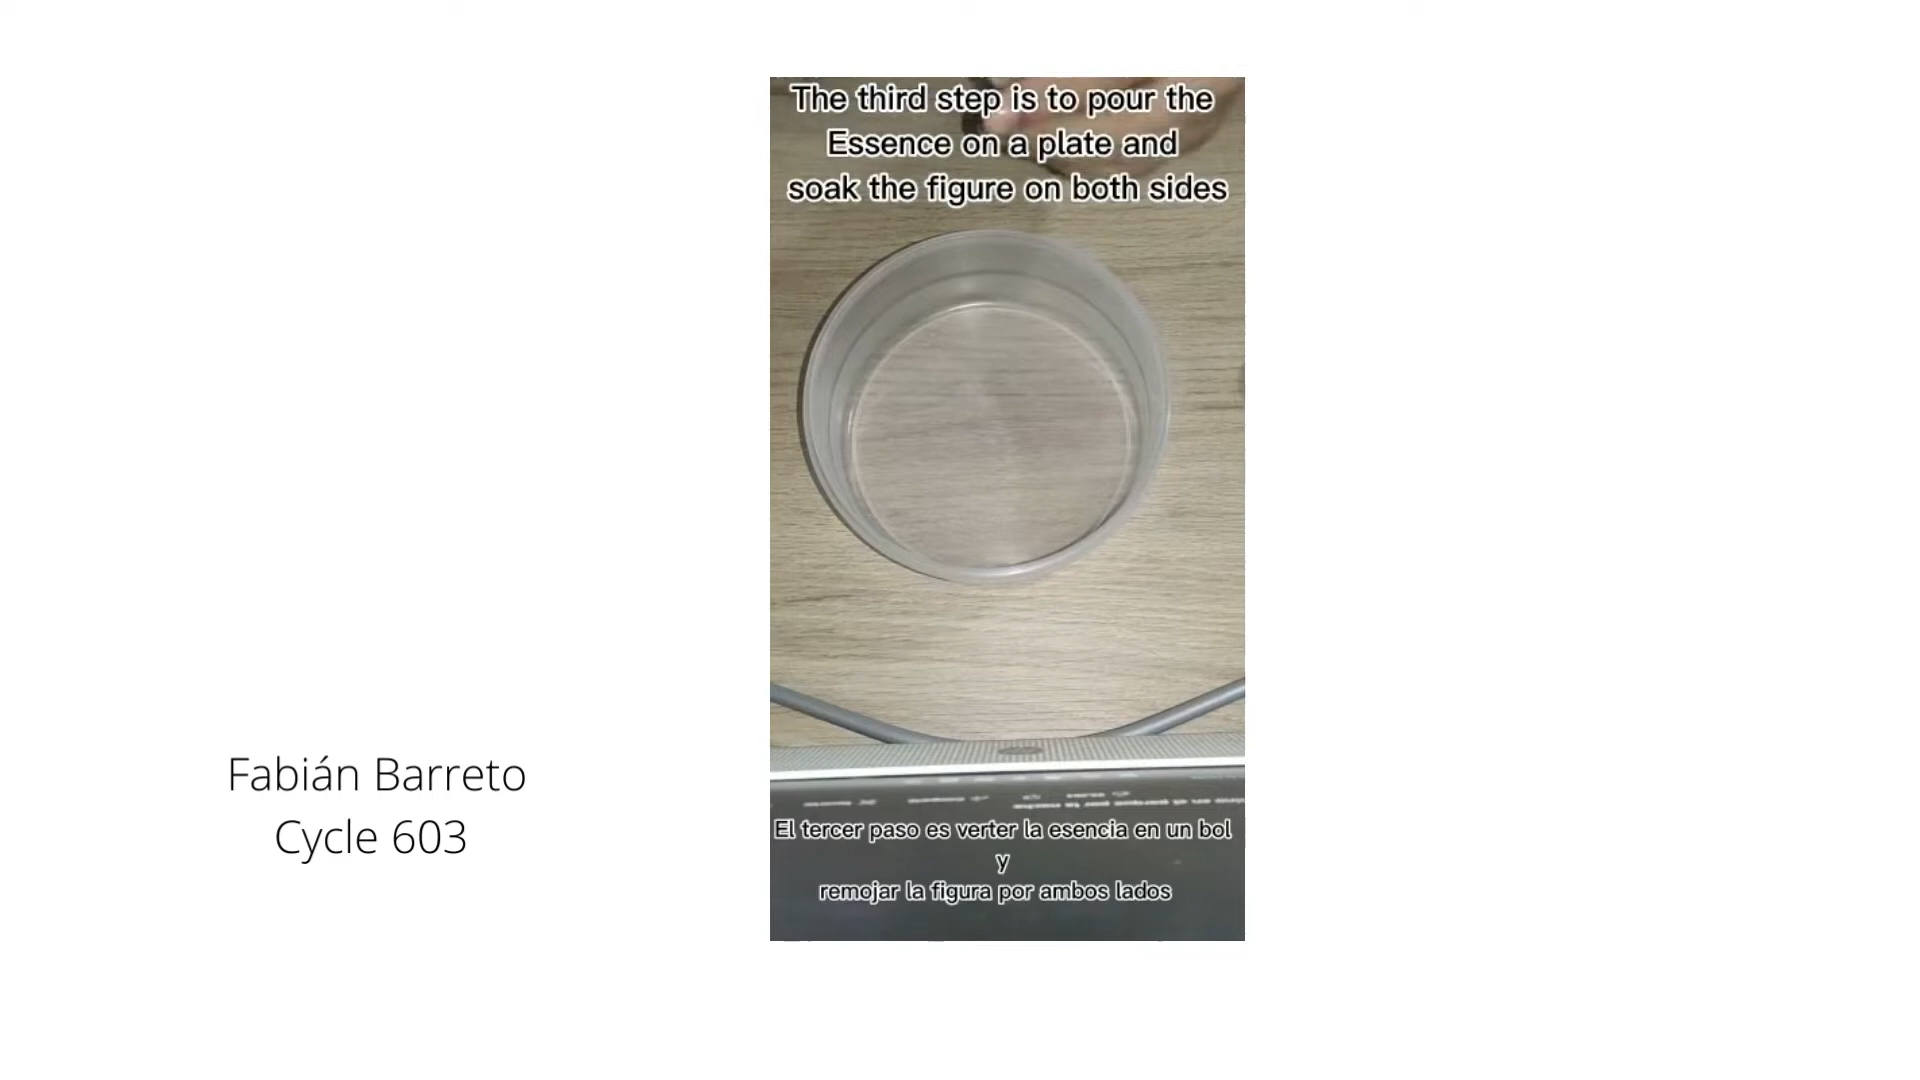 The third step is to pour the
Essence on a plate and
soak the figure on both sides
El tercer paso es verter la esencia en un bol
y
remojar la figura por ambos lados
Fabián Barreto
Cycle 603